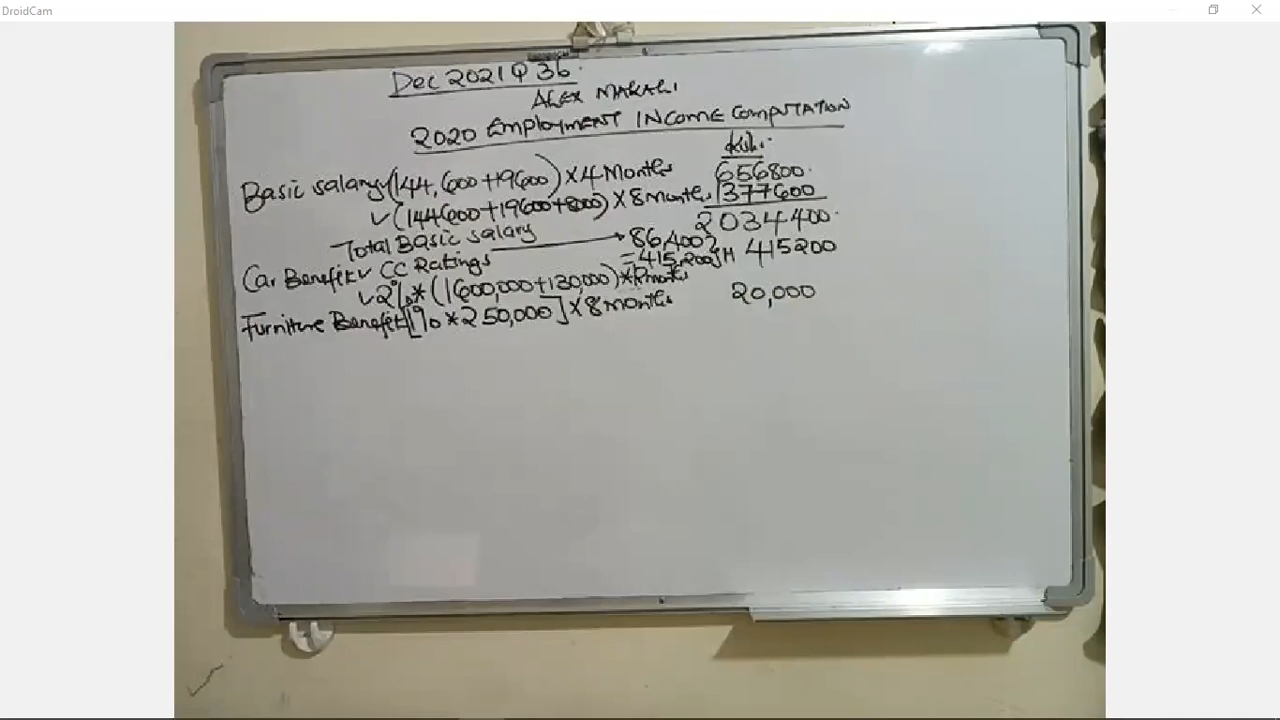 DroidCam
Dec 2021 Q 3b
ALEX MAKALI
2020 EMPLOYMENT INCOME COMPUTATION
Ksh.
Basic salary (144,600+19600) X 4 Months 656800
✓(144600+19600+8000) X 8 Months 1377600
Total Basic salary 2034400
Car Benefit ✓ CC Ratings → 86,400?
=415,200}H 415200
✓2%*(1600,000+130,000)*12 months
Furniture Benefit [1% * 250,000] X 8 months 20,000